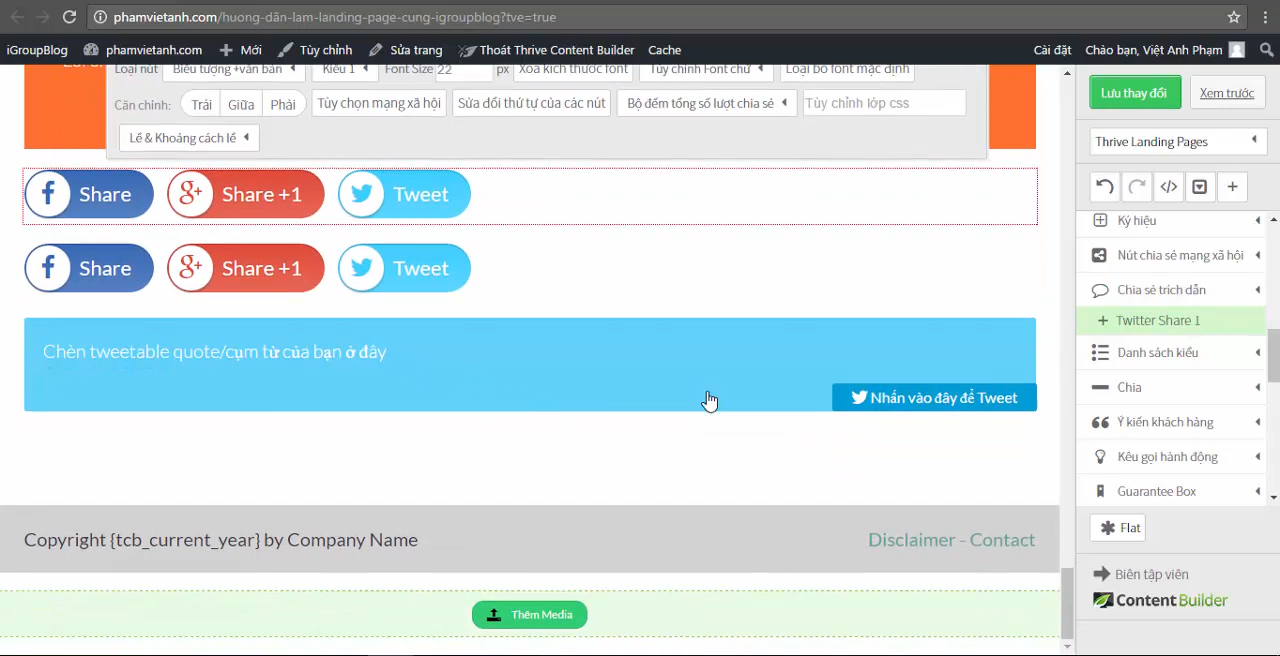 phamvietanh.com/huong-dẫn-lam-landing-page-cung-igroupblog?tve=true
iGroupBlog phamvietanh.com Mới Tùy chỉnh Sửa trang Thoát Thrive Content Builder Cache Cài đặt Chào bạn, Việt Anh Phạm
Loại nút Biểu tượng +văn bản Kiểu 1 Font Size 22 px Xóa kích thước font Tùy chỉnh Font chữ Loại bỏ font mặc định
Căn chỉnh: Trái Giữa Phải Tùy chọn mạng xã hội Sửa đổi thứ tự của các nút Bộ đếm tổng số lượt chia sẻ Tùy chỉnh lớp css
Lề & Khoảng cách lề
Share Share +1 Tweet
Share Share +1 Tweet
Chèn tweetable quote/cụm từ của bạn ở đây
Nhấn vào đây để Tweet
Copyright {tcb_current_year} by Company Name Disclaimer - Contact
Thêm Media
Lưu thay đổi Xem trước
Thrive Landing Pages
Ký hiệu
Nút chia sẻ mạng xã hội
Chia sẻ trích dẫn
+ Twitter Share 1
Danh sách kiểu
Chia
Ý kiến khách hàng
Kêu gọi hành động
Guarantee Box
Flat
Biên tập viên
Content Builder